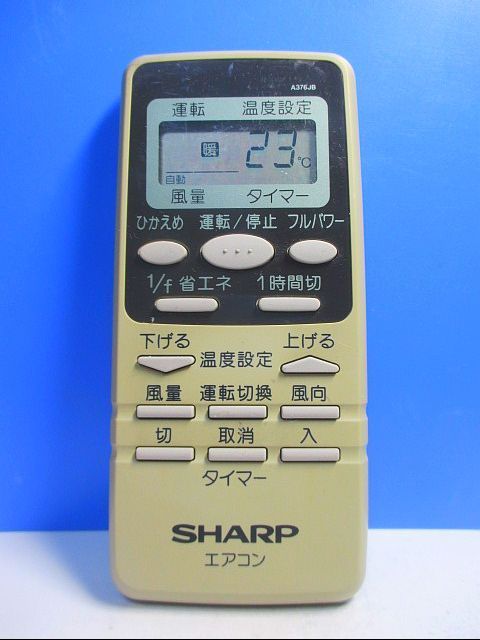 A376JB
運転 温度設定
暖 23℃
自動
風量 タイマー
ひかえめ 運転/停止 フルパワー
1/f 省エネ 1時間切
下げる 上げる
温度設定
風量 運転切換 風向
切 取消 入
タイマー
SHARP
エアコン